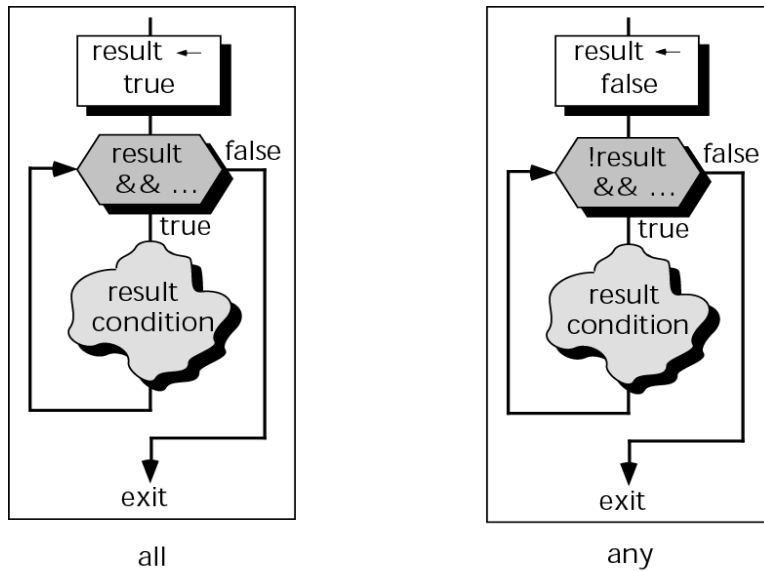 result ←
true
result
&& ...
false
true
result
condition
exit
all
result ←
false
!result
&& ...
false
true
result
condition
exit
any